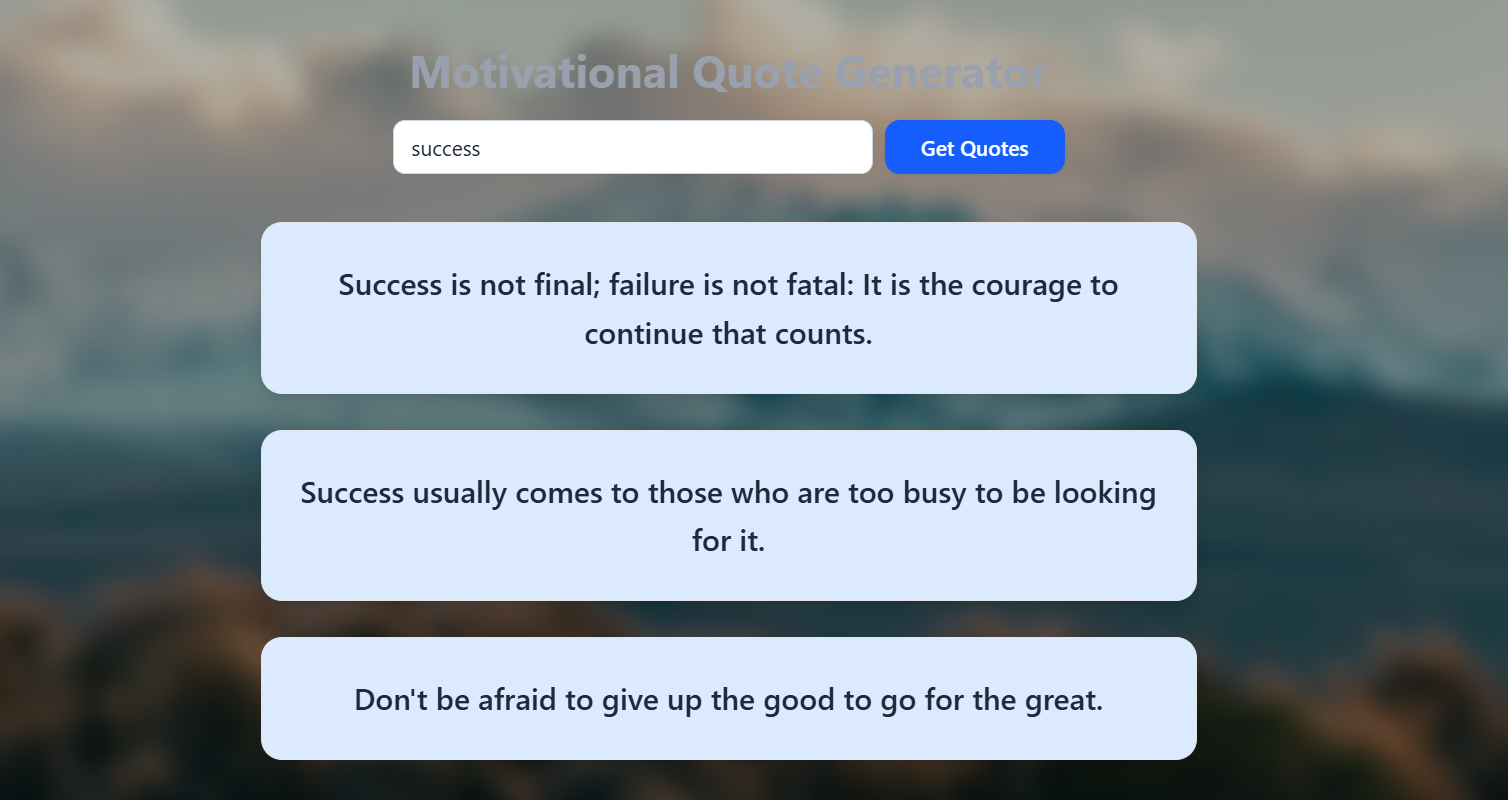 Motivational Quote Generator
success
Get Quotes
Success is not final; failure is not fatal: It is the courage to
continue that counts.
Success usually comes to those who are too busy to be looking
for it.
Don't be afraid to give up the good to go for the great.